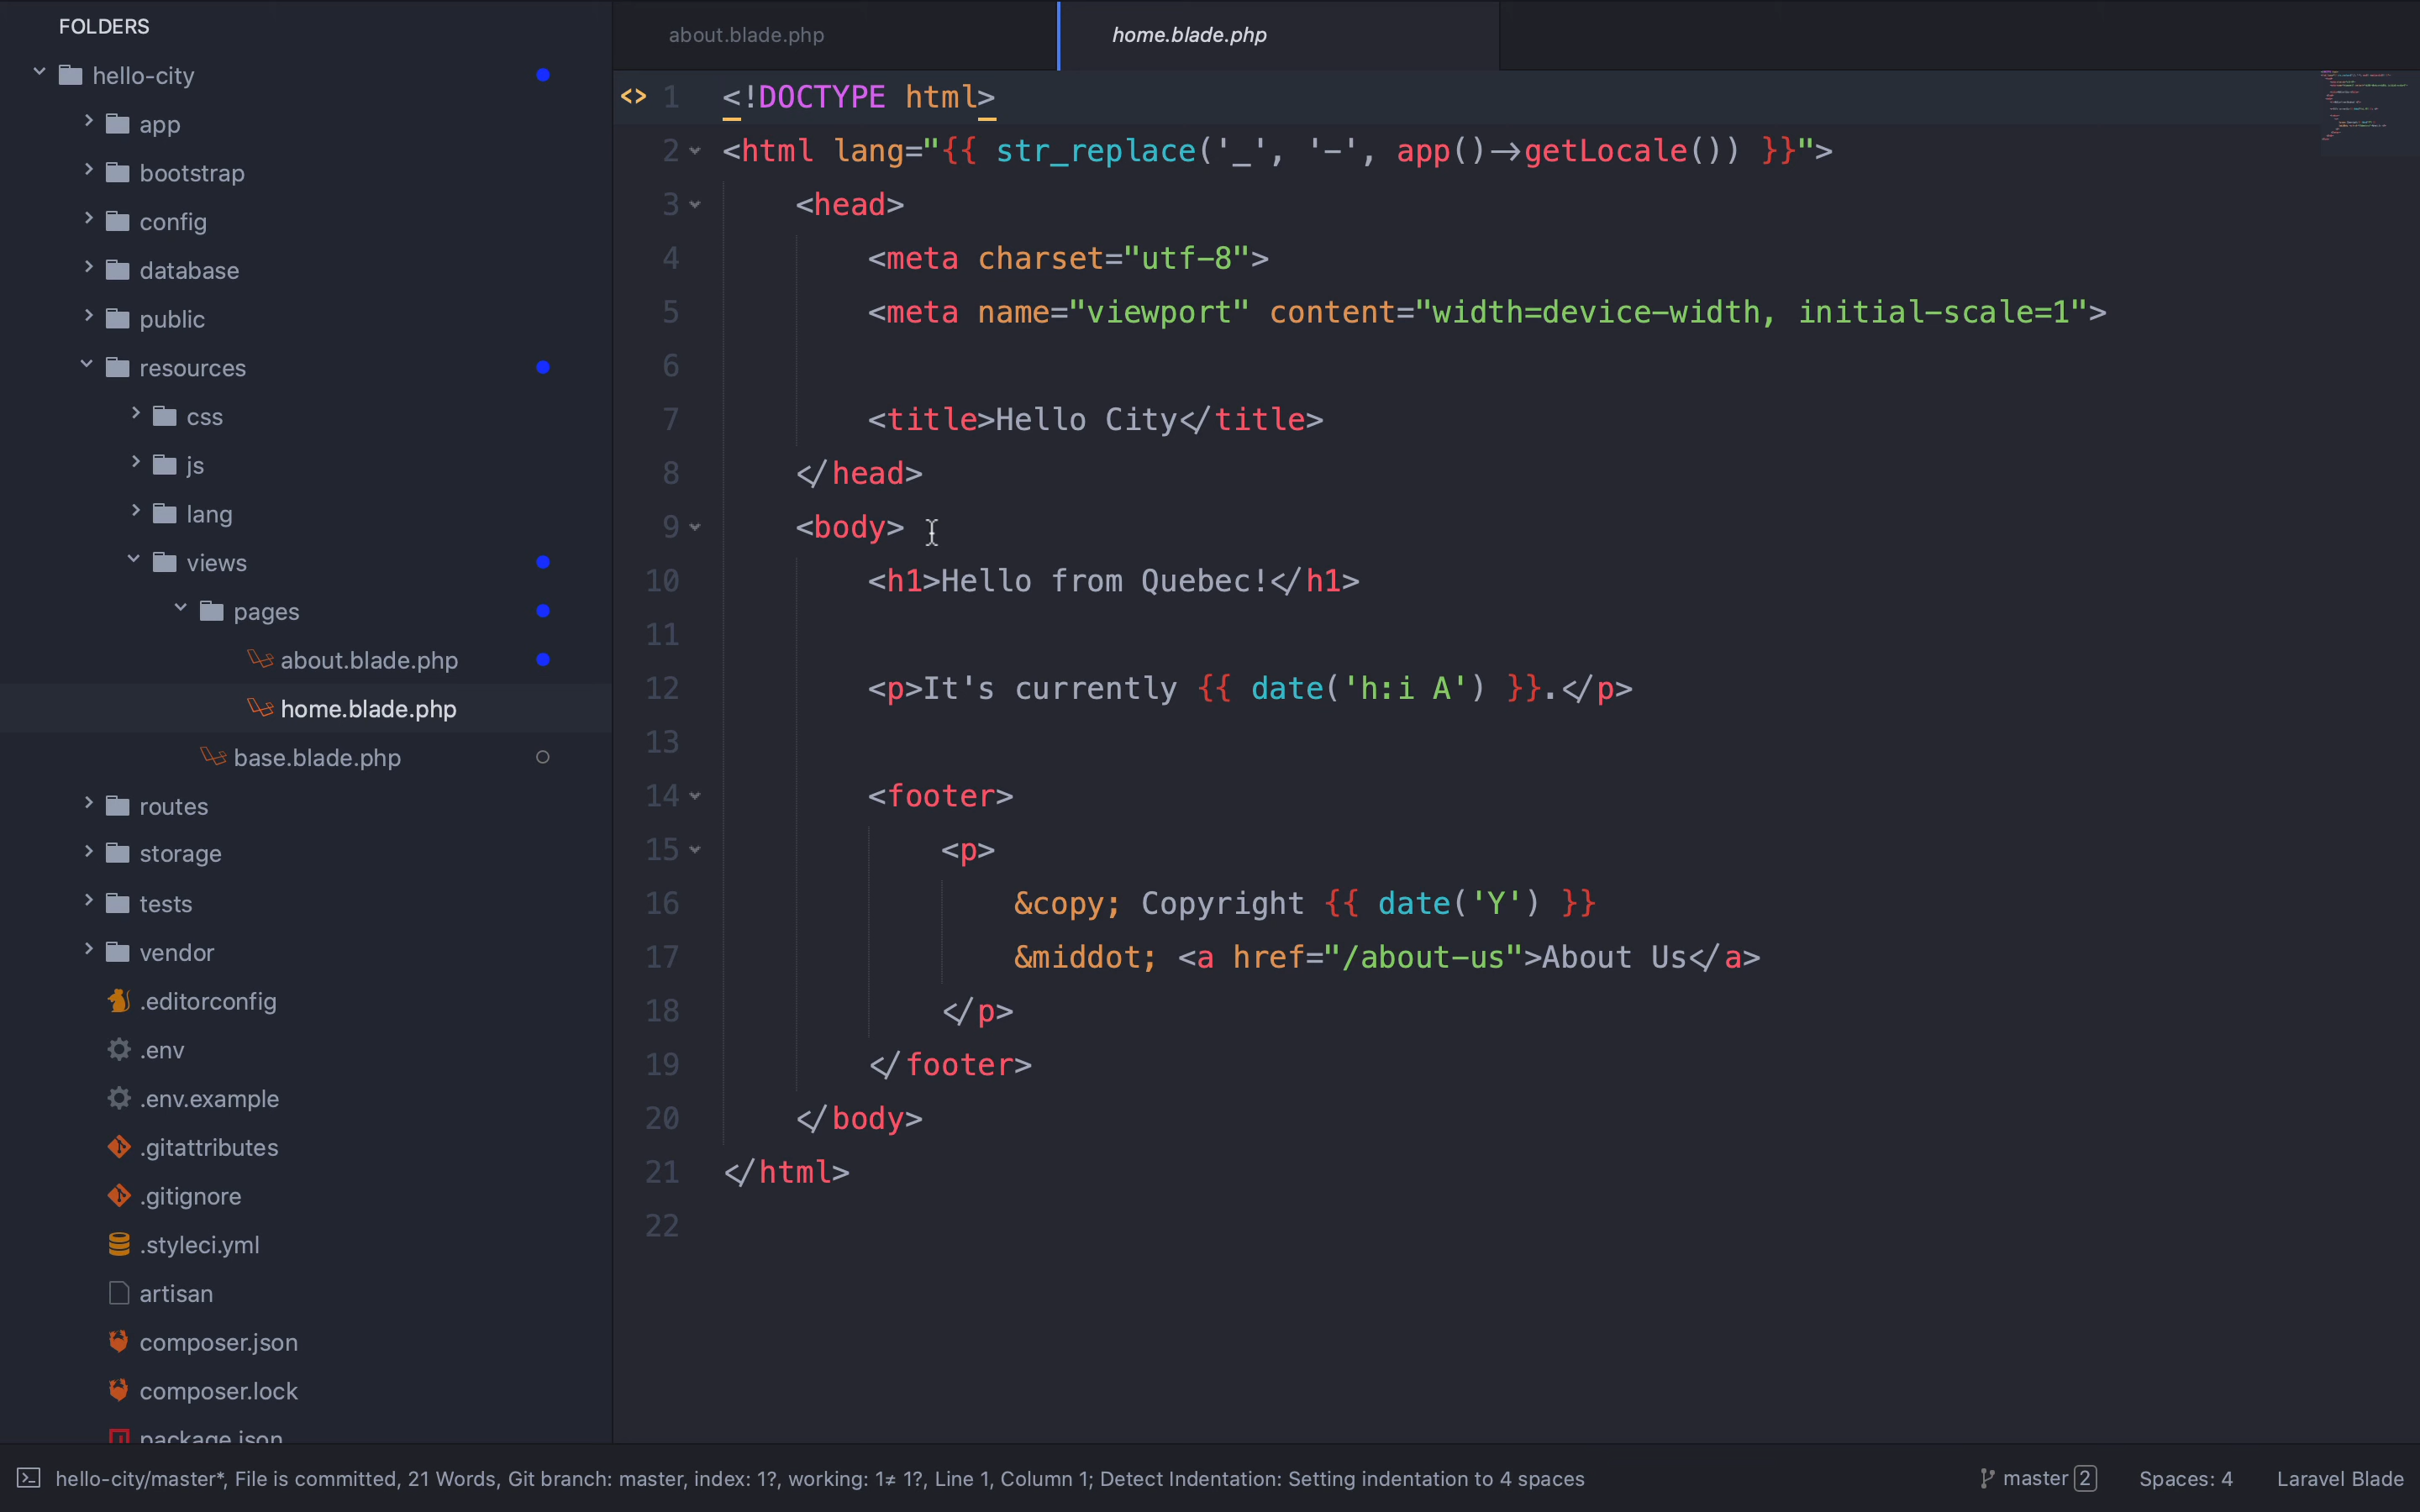 FOLDERS
hello-city
app
bootstrap
config
database
public
resources
css
js
lang
views
pages
about.blade.php
home.blade.php
base.blade.php
routes
storage
tests
vendor
.editorconfig
.env
.env.example
.gitattributes
.gitignore
.styleci.yml
artisan
composer.json
composer.lock
package.json
about.blade.php
home.blade.php
<> 1 <!DOCTYPE html>
2 <html lang="{{ str_replace('_', '-', app()->getLocale()) }}">
3 <head>
4 <meta charset="utf-8">
5 <meta name="viewport" content="width=device-width, initial-scale=1">
6
7 <title>Hello City</title>
8 </head>
9 <body>
10 <h1>Hello from Quebec!</h1>
11
12 <p>It's currently {{ date('h:i A') }}.</p>
13
14 <footer>
15 <p>
16 &copy; Copyright {{ date('Y') }}
17 &middot; <a href="/about-us">About Us</a>
18 </p>
19 </footer>
20 </body>
21 </html>
22
hello-city/master*, File is committed, 21 Words, Git branch: master, index: 1?, working: 1≠ 1?, Line 1, Column 1; Detect Indentation: Setting indentation to 4 spaces
master 2
Spaces: 4
Laravel Blade